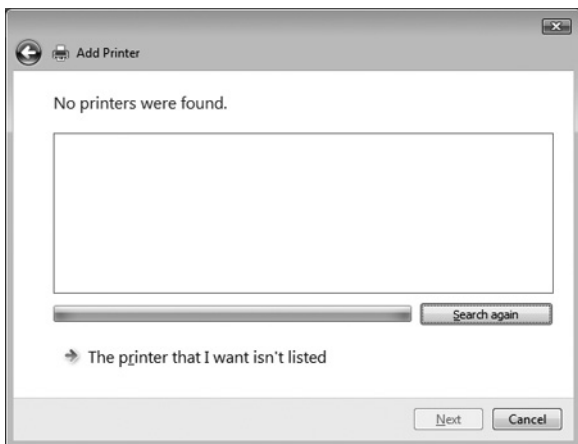 Add Printer
No printers were found.
Search again
The printer that I want isn't listed
Next
Cancel